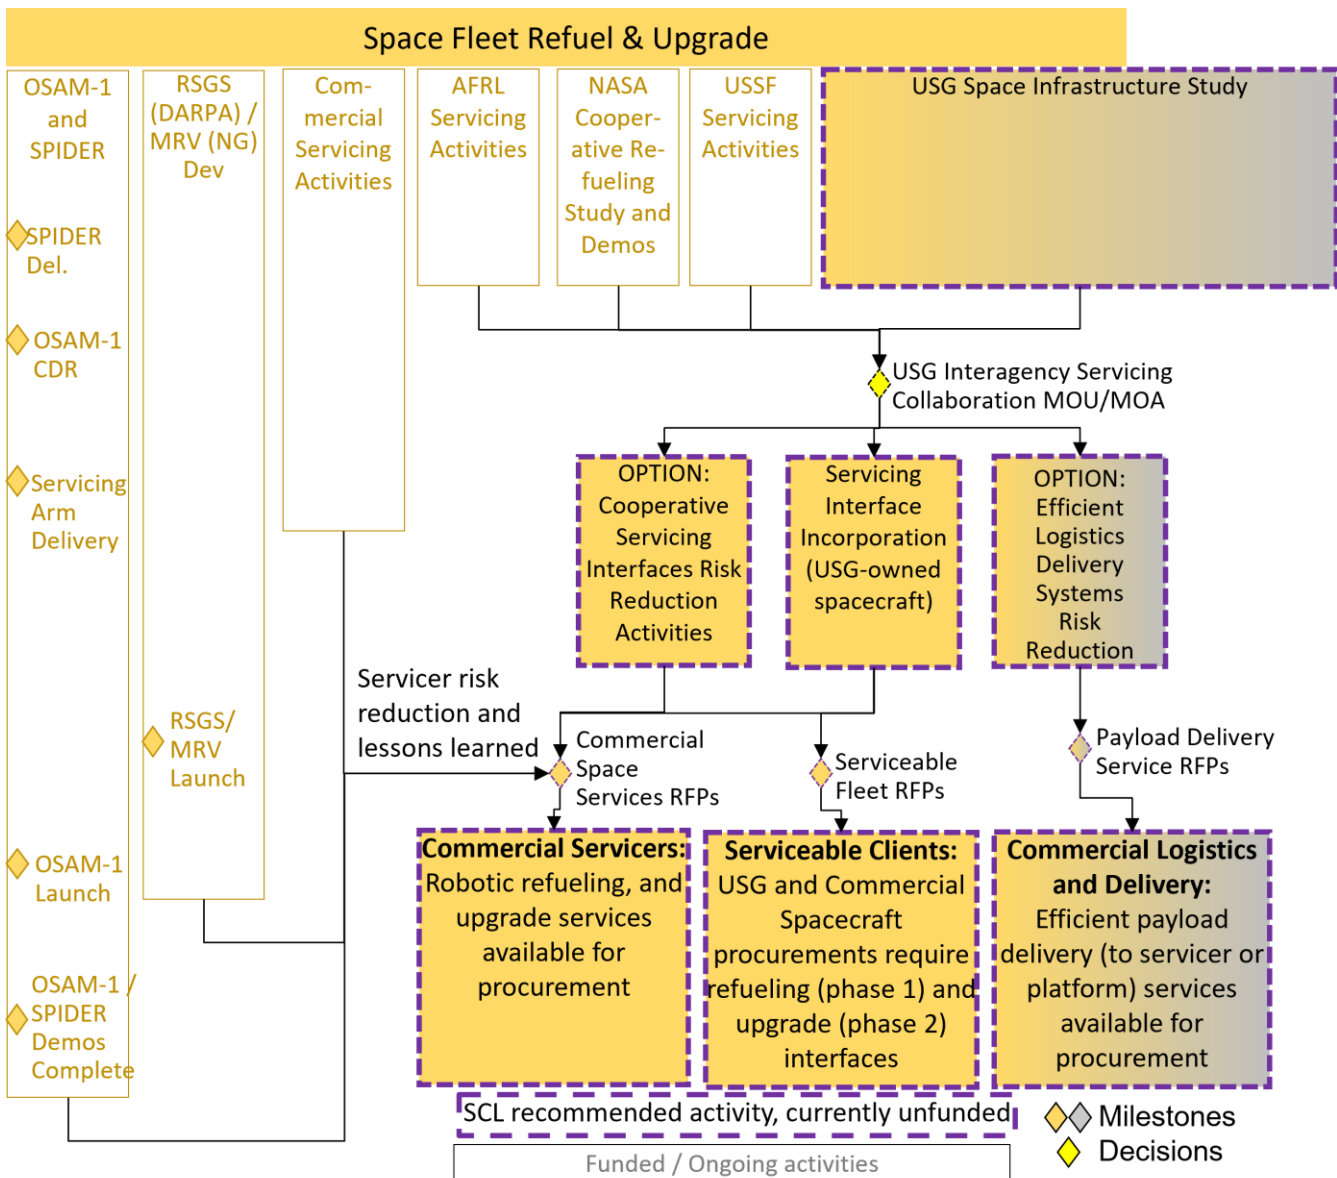 Space Fleet Refuel & Upgrade
OSAM-1
and
SPIDER
SPIDER
Del.
OSAM-1
CDR
Servicing
Arm
Delivery
OSAM-1
Launch
OSAM-1 /
SPIDER
Demos
Complete
RSGS
(DARPA) /
MRV (NG)
Dev
RSGS/
MRV
Launch
Com-
mercial
Servicing
Activities
AFRL
Servicing
Activities
NASA
Cooper-
ative Re-
fueling
Study and
Demos
USSF
Servicing
Activities
USG Space Infrastructure Study
USG Interagency Servicing
Collaboration MOU/MOA
OPTION:
Cooperative
Servicing
Interfaces Risk
Reduction
Activities
Servicing
Interface
Incorporation
(USG-owned
spacecraft)
OPTION:
Efficient
Logistics
Delivery
Systems
Risk
Reduction
Servicer risk
reduction and
lessons learned
Commercial
Space
Services RFPs
Serviceable
Fleet RFPs
Payload Delivery
Service RFPs
Commercial Servicers:
Robotic refueling, and
upgrade services
available for
procurement
Serviceable Clients:
USG and Commercial
Spacecraft
procurements require
refueling (phase 1) and
upgrade (phase 2)
interfaces
Commercial Logistics
and Delivery:
Efficient payload
delivery (to servicer or
platform) services
available for
procurement
SCL recommended activity, currently unfunded
Funded / Ongoing activities
Milestones
Decisions